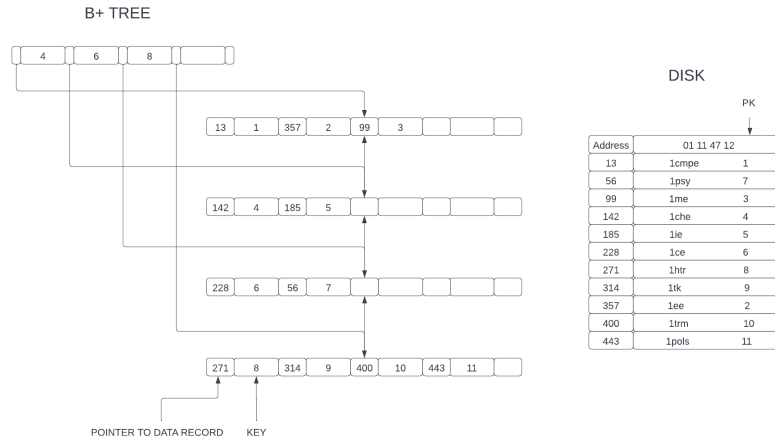 B+ TREE
4 6 8
DISK
PK
13 1 357 2 99 3
142 4 185 5
228 6 56 7
271 8 314 9 400 10 443 11
POINTER TO DATA RECORD KEY
Address 01 11 47 12
13 1cmpe 1
56 1psy 7
99 1me 3
142 1che 4
185 1ie 5
228 1ce 6
271 1htr 8
314 1tk 9
357 1ee 2
400 1trm 10
443 1pols 11